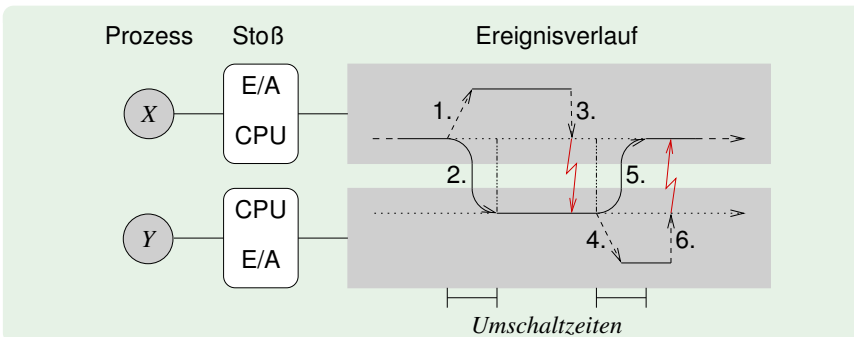 Prozess Stoß Ereignisverlauf
E/A
X
CPU
1. 3.
2. 5.
CPU
Y
E/A
4. 6.
Umschaltzeiten